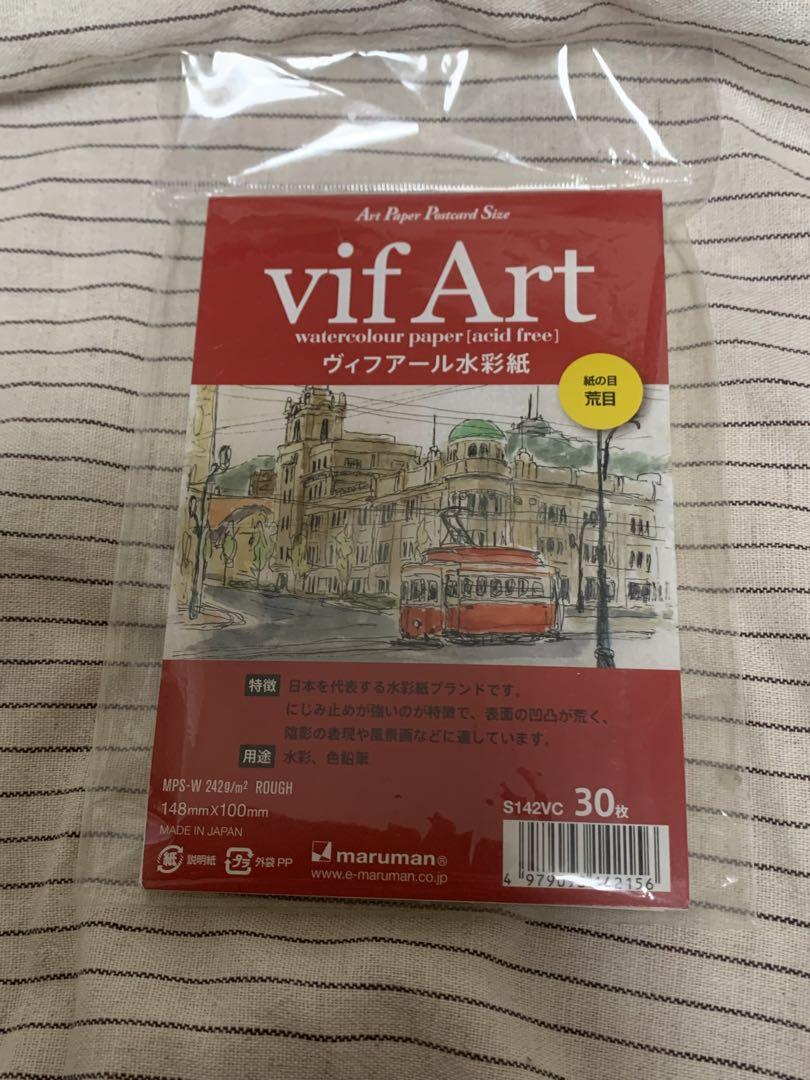 Art Paper Postcard Size
vif Art
watercolour paper [acid free]
ヴィフアール水彩紙
紙の目
荒目
特徴 日本を代表する水彩紙ブランドです。
にじみ止めが強いのが特徴で、表面の凹凸が荒く、
陰影の表現や風景画などに適しています。
用途 水彩、色鉛筆
MPS-W 242g/m² ROUGH
148mm×100mm
MADE IN JAPAN
S142VC 30枚
紙 説明紙 プラ 外袋 PP
maruman®
www.e-maruman.co.jp